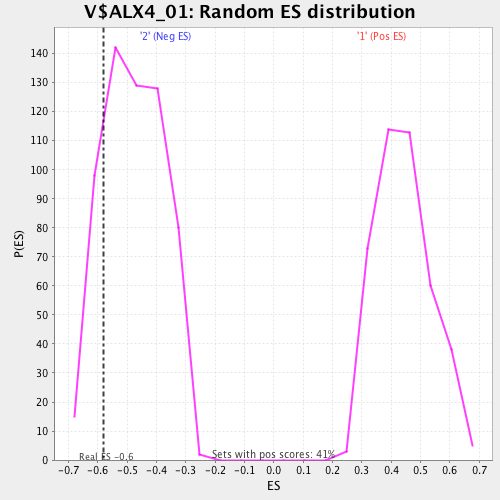 V$ALX4_01: Random ES distribution
'2' (Neg ES)
'1' (Pos ES)
140
130
120
110
100
90
80
70
60
50
40
30
20
10
0
P(ES)
Real ES -0.6
Sets with pos scores: 41%
-0.7 -0.6 -0.5 -0.4 -0.3 -0.2 -0.1 0.0 0.1 0.2 0.3 0.4 0.5 0.6 0.7
ES